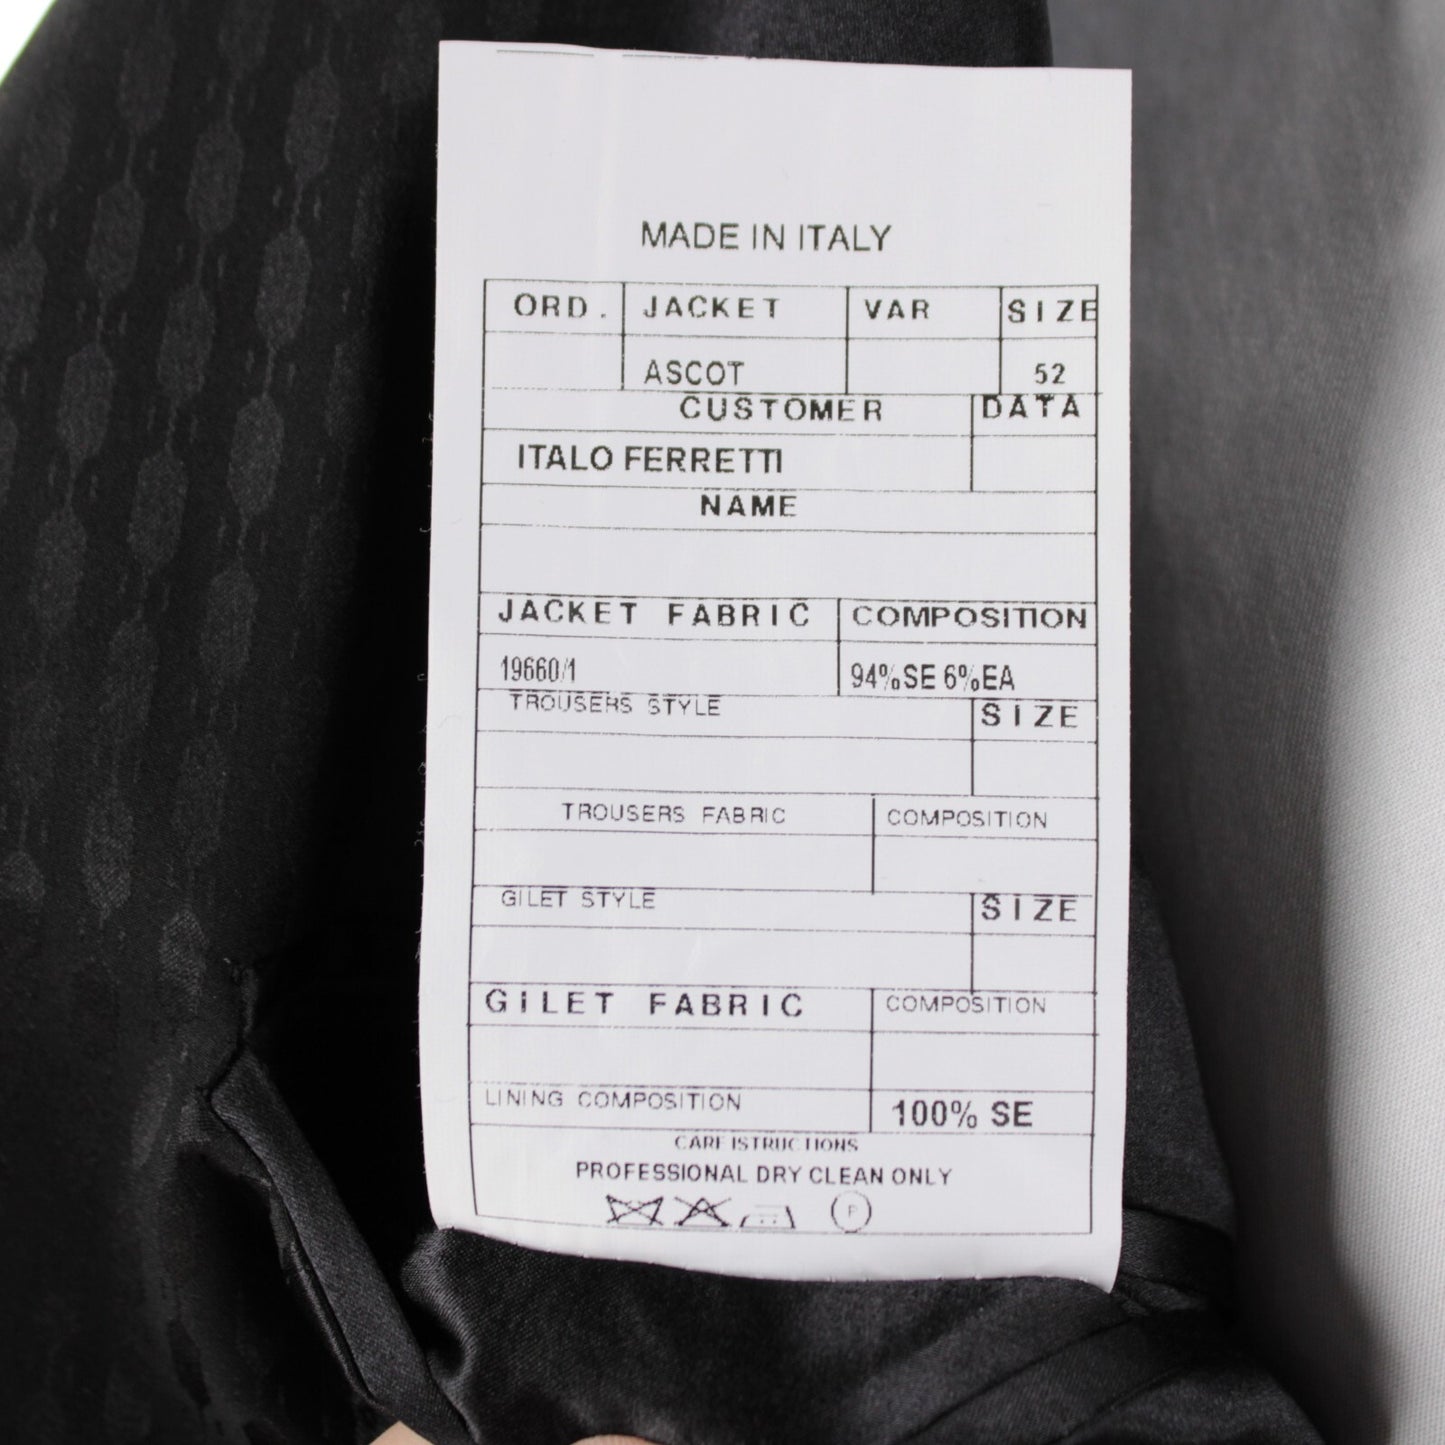 MADE IN ITALY
ORD. JACKET VAR SIZE
ASCOT 52
CUSTOMER DATA
ITALO FERRETTI
NAME
JACKET FABRIC COMPOSITION
19660/1 94%SE 6%EA
TROUSERS STYLE SIZE
TROUSERS FABRIC COMPOSITION
GILET STYLE SIZE
GILET FABRIC COMPOSITION
LINING COMPOSITION 100% SE
CARE ISTRUCTIONS
PROFESSIONAL DRY CLEAN ONLY
P